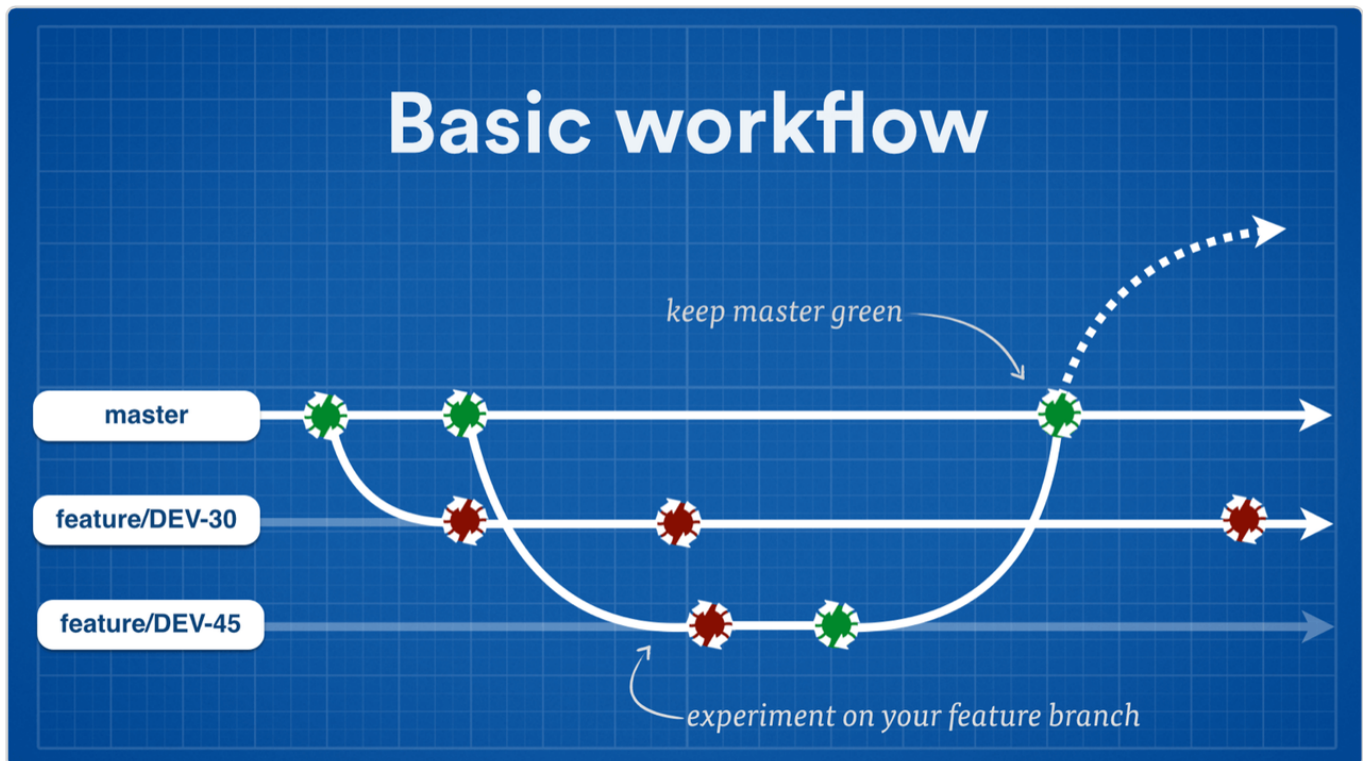 Basic workflow
keep master green
master
feature/DEV-30
feature/DEV-45
experiment on your feature branch